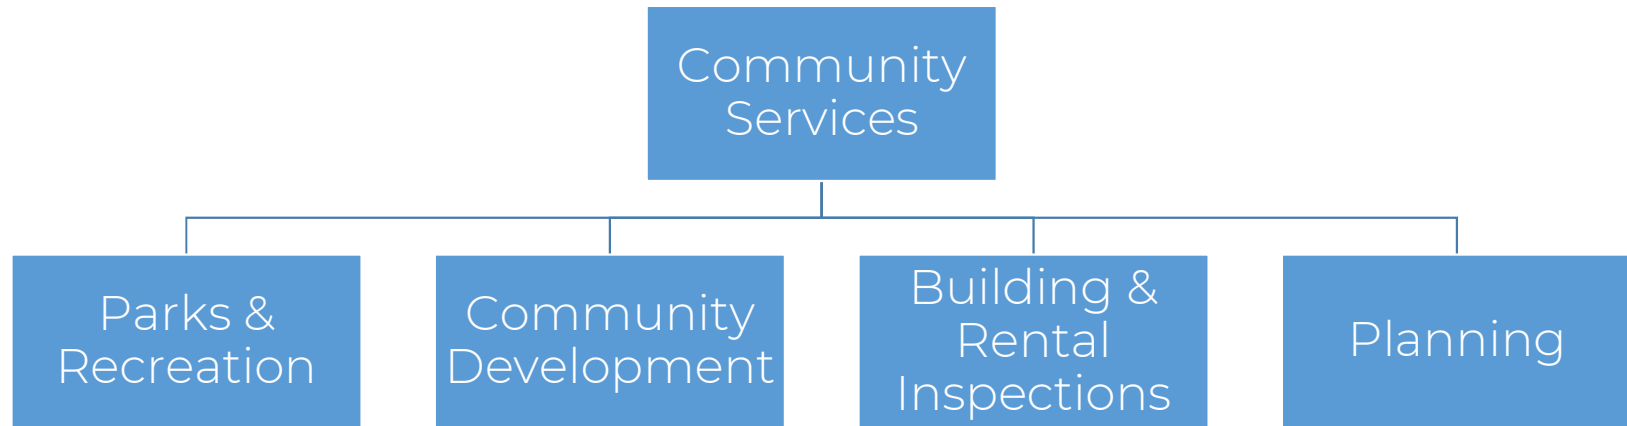 Community
Services
Parks &
Recreation
Community
Development
Building &
Rental
Inspections
Planning